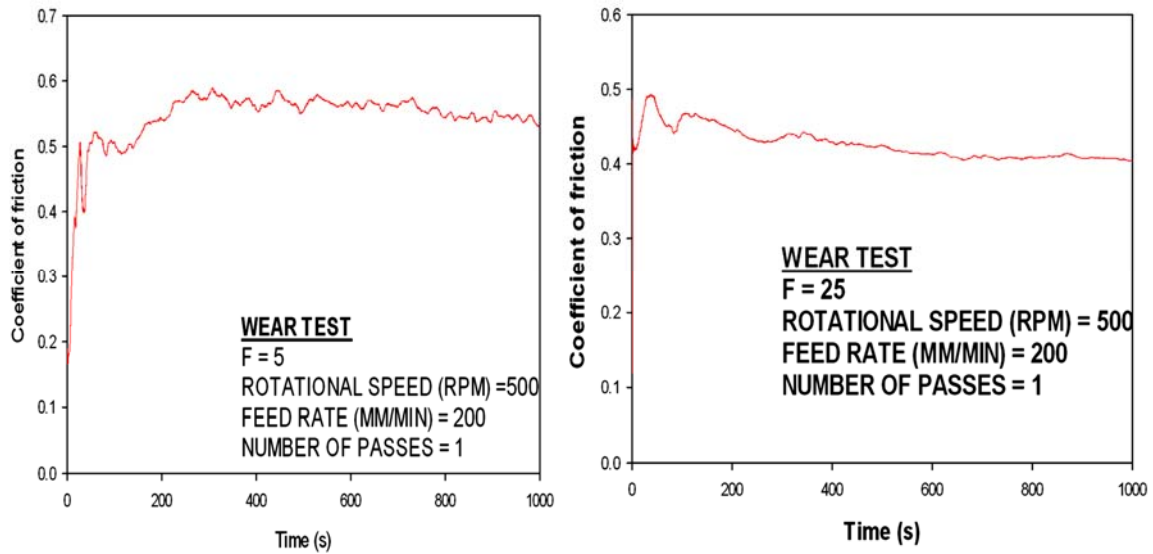 0.7
0.6
0.5
0.4
0.3
0.2
0.1
0.0
Coefficient of friction
WEAR TEST
F = 5
ROTATIONAL SPEED (RPM) =500
FEED RATE (MM/MIN) = 200
NUMBER OF PASSES = 1
0 200 400 600 800 1000
Time (s)
0.6
0.5
0.4
0.3
0.2
0.1
0.0
Coefficient of friction
WEAR TEST
F = 25
ROTATIONAL SPEED (RPM) = 500
FEED RATE (MM/MIN) = 200
NUMBER OF PASSES = 1
0 200 400 600 800 1000
Time (s)